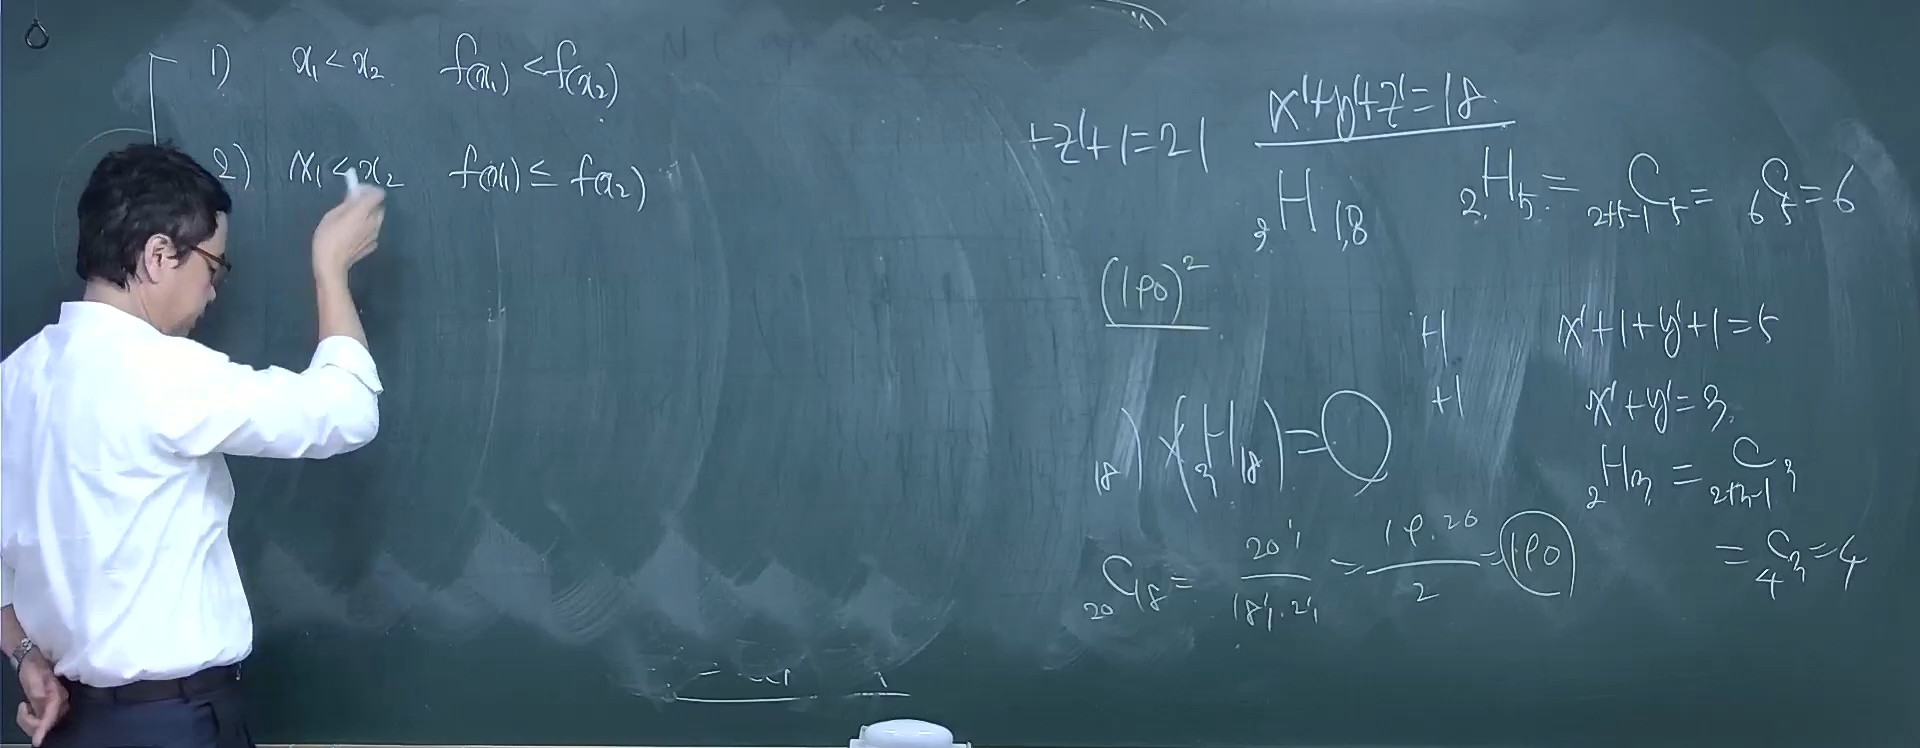 1) x₁ < x₂ f(x₁) < f(x₂)
2) x₁ < x₂ f(x₁) ≤ f(x₂)
+z'+1=21
x'+y'+z'=18.
₃H₁₈
₂H₅ = ₂₊₅₋₁C₅ = ₆C₅ = 6
(190)²
+1
+1
x'+1+y'+1=5
x'+y'=3.
₂H₃ = ₂₊₃₋₁C₃
= ₄C₃ = 4
₁₈) × (₃H₁₈) =
₂₀C₁₈ = 20! / 18!·2! = 19·20 / 2 = 190